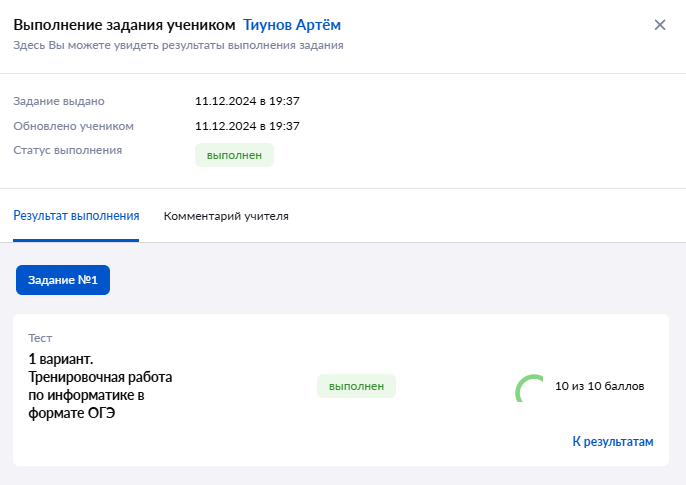 Выполнение задания учеником Тиунов Артём
Здесь Вы можете увидеть результаты выполнения задания
Задание выдано 11.12.2024 в 19:37
Обновлено учеником 11.12.2024 в 19:37
Статус выполнения выполнен
Результат выполнения Комментарий учителя
Задание №1
Тест
1 вариант.
Тренировочная работа
по информатике в
формате ОГЭ
выполнен
10 из 10 баллов
К результатам